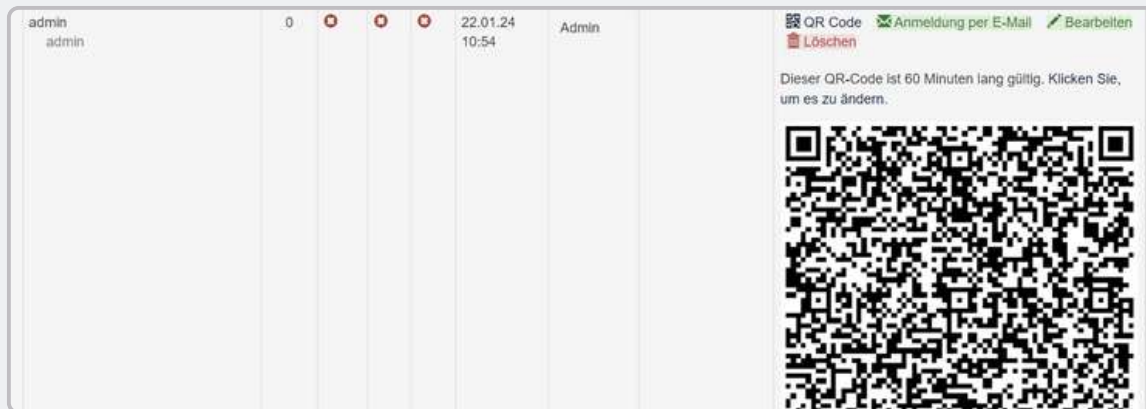 admin 0 22.01.24 Admin QR Code Anmeldung per E-Mail Bearbeiten
admin 10:54 Löschen
Dieser QR-Code ist 60 Minuten lang gültig. Klicken Sie,
um es zu ändern.